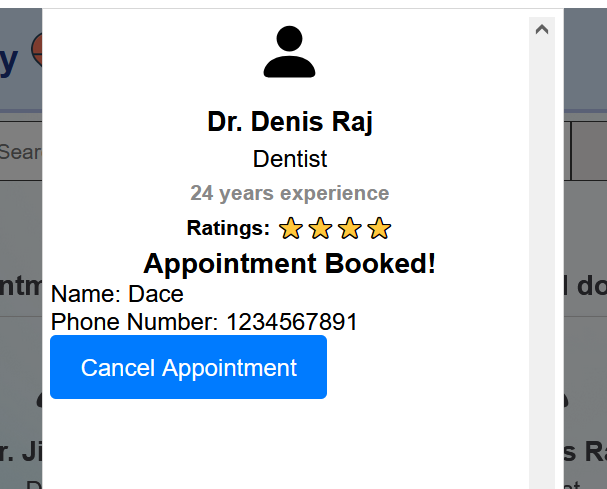 y
Sear
Dr. Denis Raj
Dentist
24 years experience
Ratings:
Appointment Booked!
Name: Dace
Phone Number: 1234567891
Cancel Appointment
ntm
l do
r. Ji
s Ra